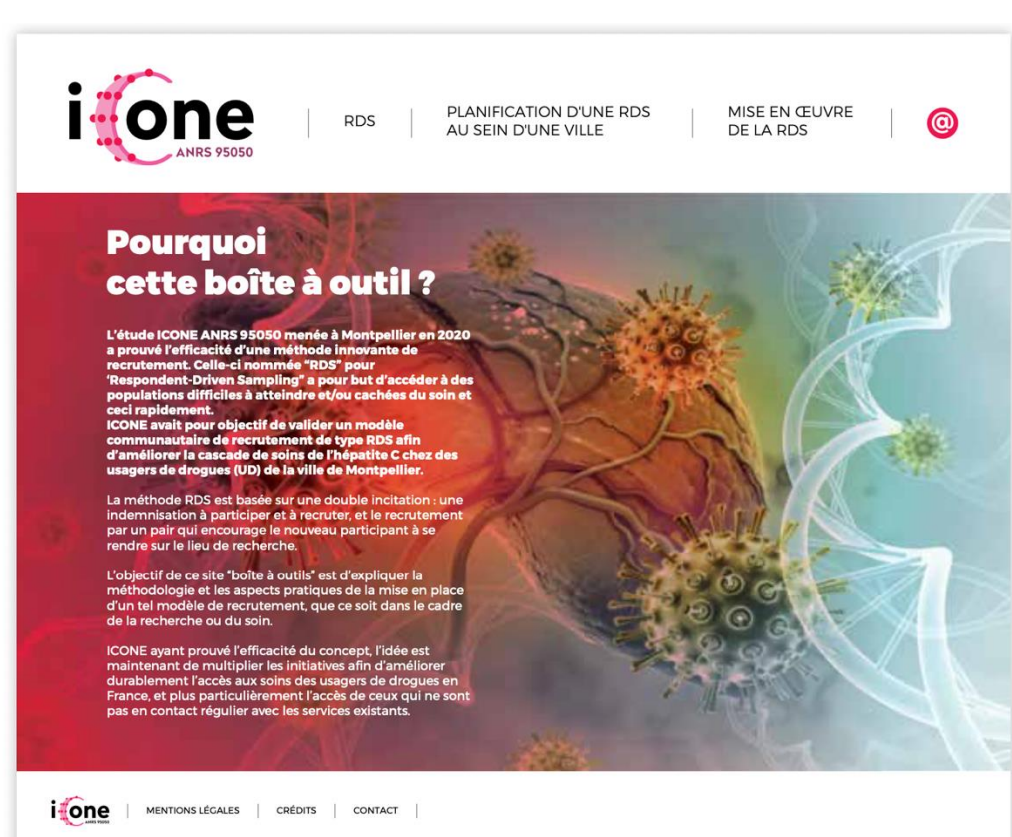 icone
ANRS 95050
RDS
PLANIFICATION D'UNE RDS
AU SEIN D'UNE VILLE
MISE EN ŒUVRE
DE LA RDS
@
Pourquoi
cette boîte à outil ?
L'étude ICONE ANRS 95050 menée à Montpellier en 2020
a prouvé l'efficacité d'une méthode innovante de
recrutement. Celle-ci nommée "RDS" pour
'Respondent-Driven Sampling" a pour but d'accéder à des
populations difficiles à atteindre et/ou cachées du soin et
ceci rapidement.
ICONE avait pour objectif de valider un modèle
communautaire de recrutement de type RDS afin
d'améliorer la cascade de soins de l'hépatite C chez des
usagers de drogues (UD) de la ville de Montpellier.
La méthode RDS est basée sur une double incitation : une
indemnisation à participer et à recruter, et le recrutement
par un pair qui encourage le nouveau participant à se
rendre sur le lieu de recherche.
L'objectif de ce site "boîte à outils" est d'expliquer la
méthodologie et les aspects pratiques de la mise en place
d'un tel modèle de recrutement, que ce soit dans le cadre
de la recherche ou du soin.
ICONE ayant prouvé l'efficacité du concept, l'idée est
maintenant de multiplier les initiatives afin d'améliorer
durablement l'accès aux soins des usagers de drogues en
France, et plus particulièrement l'accès de ceux qui ne sont
pas en contact régulier avec les services existants.
icone
ANRS 95050
MENTIONS LÉGALES
CRÉDITS
CONTACT